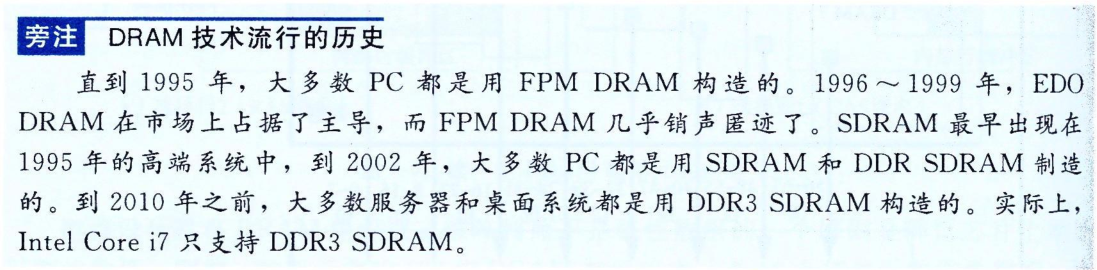 旁注 DRAM 技术流行的历史
直到 1995 年，大多数 PC 都是用 FPM DRAM 构造的。1996～1999 年，EDO
DRAM 在市场上占据了主导，而 FPM DRAM 几乎销声匿迹了。SDRAM 最早出现在
1995 年的高端系统中，到 2002 年，大多数 PC 都是用 SDRAM 和 DDR SDRAM 制造
的。到 2010 年之前，大多数服务器和桌面系统都是用 DDR3 SDRAM 构造的。实际上，
Intel Core i7 只支持 DDR3 SDRAM。